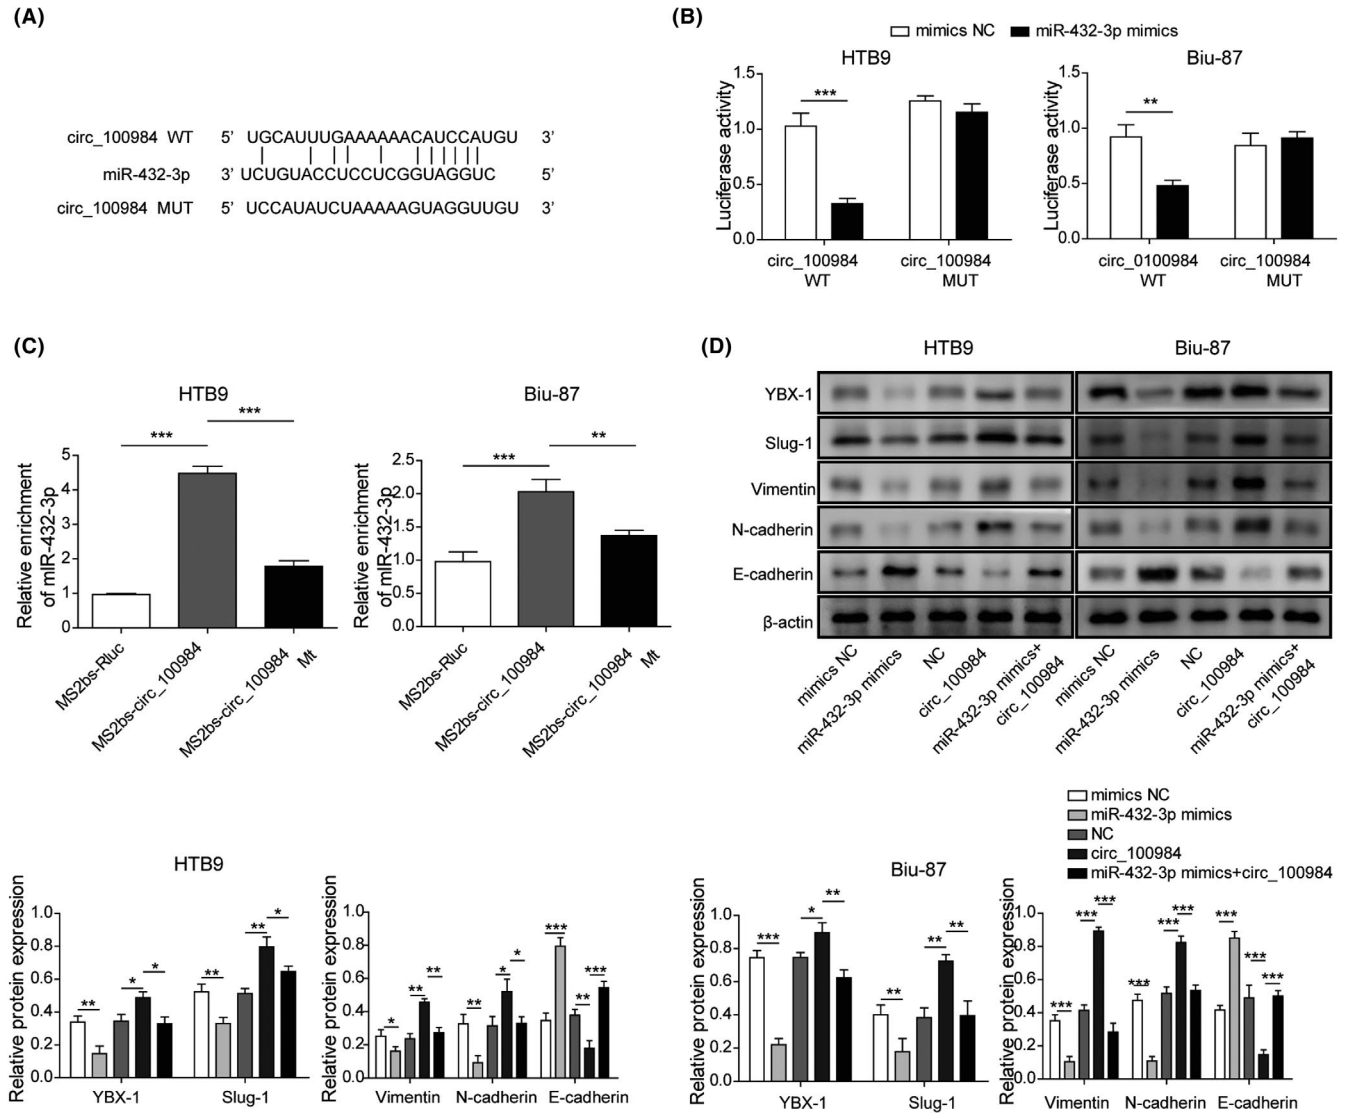 (A)
circ_100984 WT 5’ UGCAUUUGAAAAAACAUCCAUGU 3’
miR-432-3p 3’ UCUGUACCUCCUCGGUAGGUC 5’
circ_100984 MUT 5’ UCCAUAUCUAAAAAGUAGGUUGU 3’
(B)
mimics NC miR-432-3p mimics
HTB9
Luciferase activity
1.5
1.0
0.5
0.0
***
circ_100984 WT
circ_100984 MUT
Biu-87
Luciferase activity
1.5
1.0
0.5
0.0
**
circ_0100984 WT
circ_100984 MUT
(C)
HTB9
Relative enrichment
of mIR-432-3p
5
4
3
2
1
0
***
***
MS2bs-Rluc
MS2bs-circ_100984
MS2bs-circ_100984
Mt
Biu-87
Relative enrichment
of mIR-432-3p
2.5
2.0
1.5
1.0
0.5
0.0
***
**
MS2bs-Rluc
MS2bs-circ_100984
MS2bs-circ_100984
Mt
(D)
HTB9 Biu-87
YBX-1
Slug-1
Vimentin
N-cadherin
E-cadherin
β-actin
mimics NC
miR-432-3p mimics
NC
circ_100984
miR-432-3p mimics+
circ_100984
mimics NC
miR-432-3p mimics
NC
circ_100984
miR-432-3p mimics+
circ_100984
mimics NC
miR-432-3p mimics
NC
circ_100984
miR-432-3p mimics+circ_100984
HTB9
Relative protein expression
1.0
0.8
0.6
0.4
0.2
0.0
** * * ** ** *
YBX-1 Slug-1
Relative protein expression
1.0
0.8
0.6
0.4
0.2
0.0
* ** ** ** * * *** ** ***
Vimentin N-cadherin E-cadherin
Biu-87
Relative protein expression
1.0
0.8
0.6
0.4
0.2
0.0
*** * ** ** ** **
YBX-1 Slug-1
Relative protein expression
1.0
0.8
0.6
0.4
0.2
0.0
*** *** *** *** *** *** *** *** ***
Vimentin N-cadherin E-cadherin